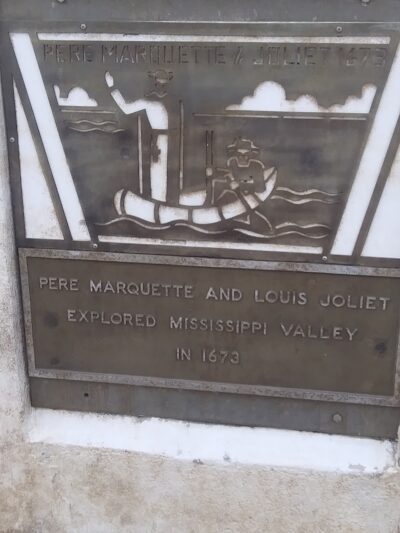 PERE MARQUETTE & JOLIET 1673
PERE MARQUETTE AND LOUIS JOLIET
EXPLORED MISSISSIPPI VALLEY
IN 1673